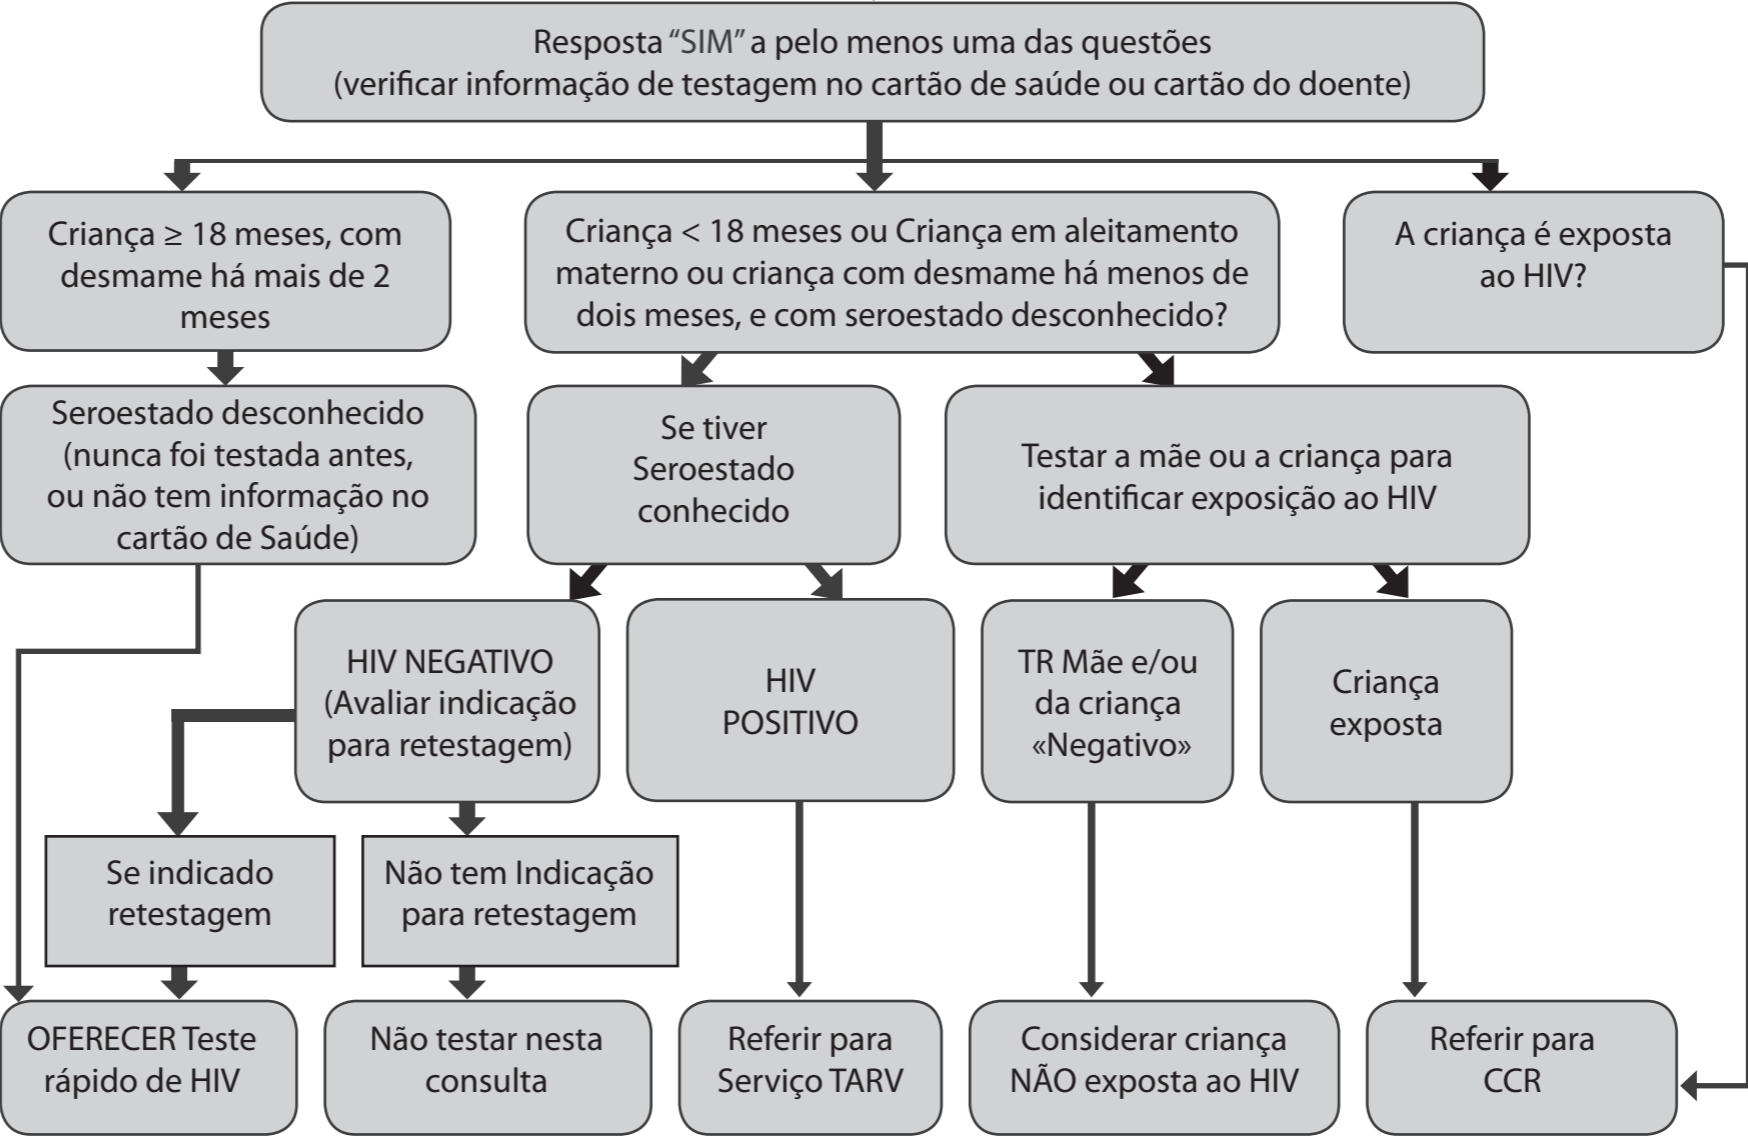 Resposta “SIM” a pelo menos uma das questões
(verificar informação de testagem no cartão de saúde ou cartão do doente)
Criança ≥ 18 meses, com
desmame há mais de 2
meses
Criança < 18 meses ou Criança em aleitamento
materno ou criança com desmame há menos de
dois meses, e com seroestado desconhecido?
A criança é exposta
ao HIV?
Seroestado desconhecido
(nunca foi testada antes,
ou não tem informação no
cartão de Saúde)
Se tiver
Seroestado
conhecido
Testar a mãe ou a criança para
identificar exposição ao HIV
HIV NEGATIVO
(Avaliar indicação
para retestagem)
HIV
POSITIVO
TR Mãe e/ou
da criança
«Negativo»
Criança
exposta
Se indicado
retestagem
Não tem Indicação
para retestagem
OFERECER Teste
rápido de HIV
Não testar nesta
consulta
Referir para
Serviço TARV
Considerar criança
NÃO exposta ao HIV
Referir para
CCR